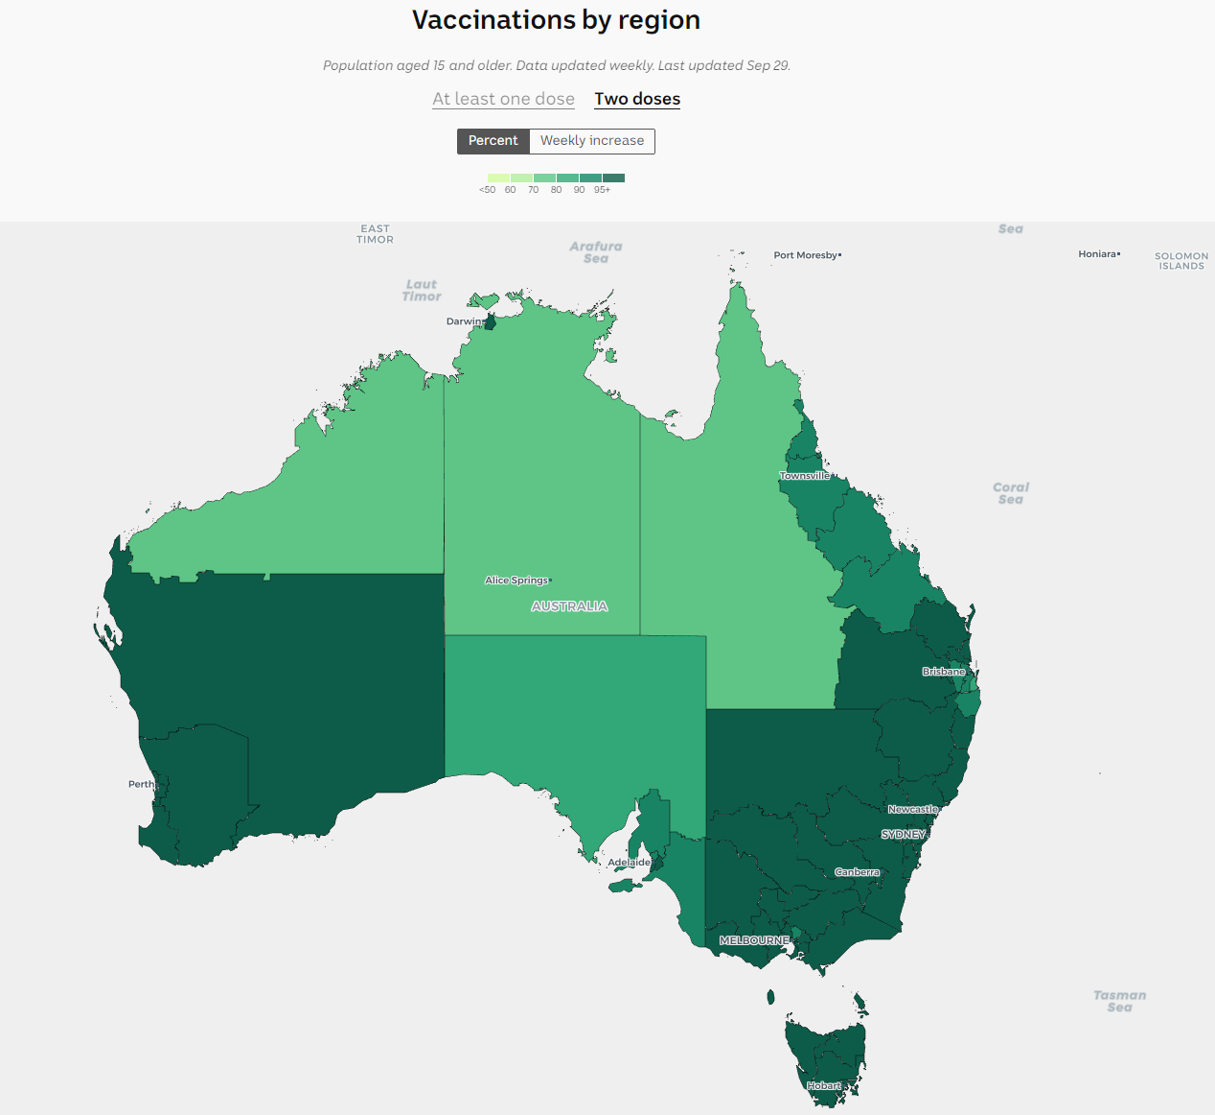 Vaccinations by region
Population aged 15 and older. Data updated weekly. Last updated Sep 29.
At least one dose Two doses
Percent Weekly increase
<50 60 70 80 90 95+
EAST
TIMOR
Arafura
Sea
Sea
Port Moresby
Honiara
SOLOMON
ISLANDS
Laut
Timor
Darwin
Townsville
Coral
Sea
Alice Springs
AUSTRALIA
Brisbane
Perth
Newcastle
SYDNEY
Adelaide
Canberra
MELBOURNE
Tasman
Sea
Hobart